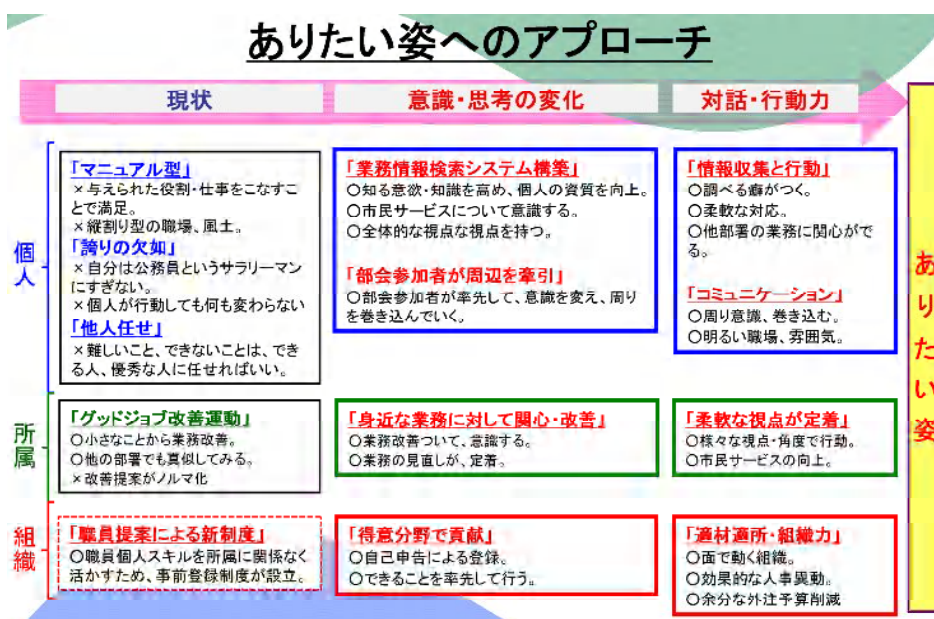 ありたい姿へのアプローチ
現状
意識・思考の変化
対話・行動力
個人
「マニュアル型」
×与えられた役割・仕事をこなすこ
とで満足。
×縦割り型の職場、風土。
「誇りの欠如」
×自分は公務員というサラリーマン
にすぎない。
×個人が行動しても何も変わらない
「他人任せ」
×難しいこと、できないことは、でき
る人、優秀な人に任せればいい。
「業務情報検索システム構築」
○知る意欲・知識を高め、個人の資質を向上。
○市民サービスについて意識する。
○全体的な視点な視点を持つ。
「部会参加者が周辺を牽引」
○部会参加者が率先して、意識を変え、周り
を巻き込んでいく。
「情報収集と行動」
○調べる癖がつく。
○柔軟な対応。
○他部署の業務に関心がで
る。
「コミュニケーション」
○周り意識、巻き込む。
○明るい職場、雰囲気。
所属
「グッドジョブ改善運動」
○小さなことから業務改善。
○他の部署でも真似してみる。
×改善提案がノルマ化
「身近な業務に対して関心・改善」
○業務改善ついて、意識する。
○業務の見直しが、定着。
「柔軟な視点が定着」
○様々な視点・角度で行動。
○市民サービスの向上。
組織
「職員提案による新制度」
○職員個人スキルを所属に関係なく
活かすため、事前登録制度が設立。
「得意分野で貢献」
○自己申告による登録。
○できることを率先して行う。
「適材適所・組織力」
○面で動く組織。
○効果的な人事異動。
○余分な外注予算削減
ありたい姿